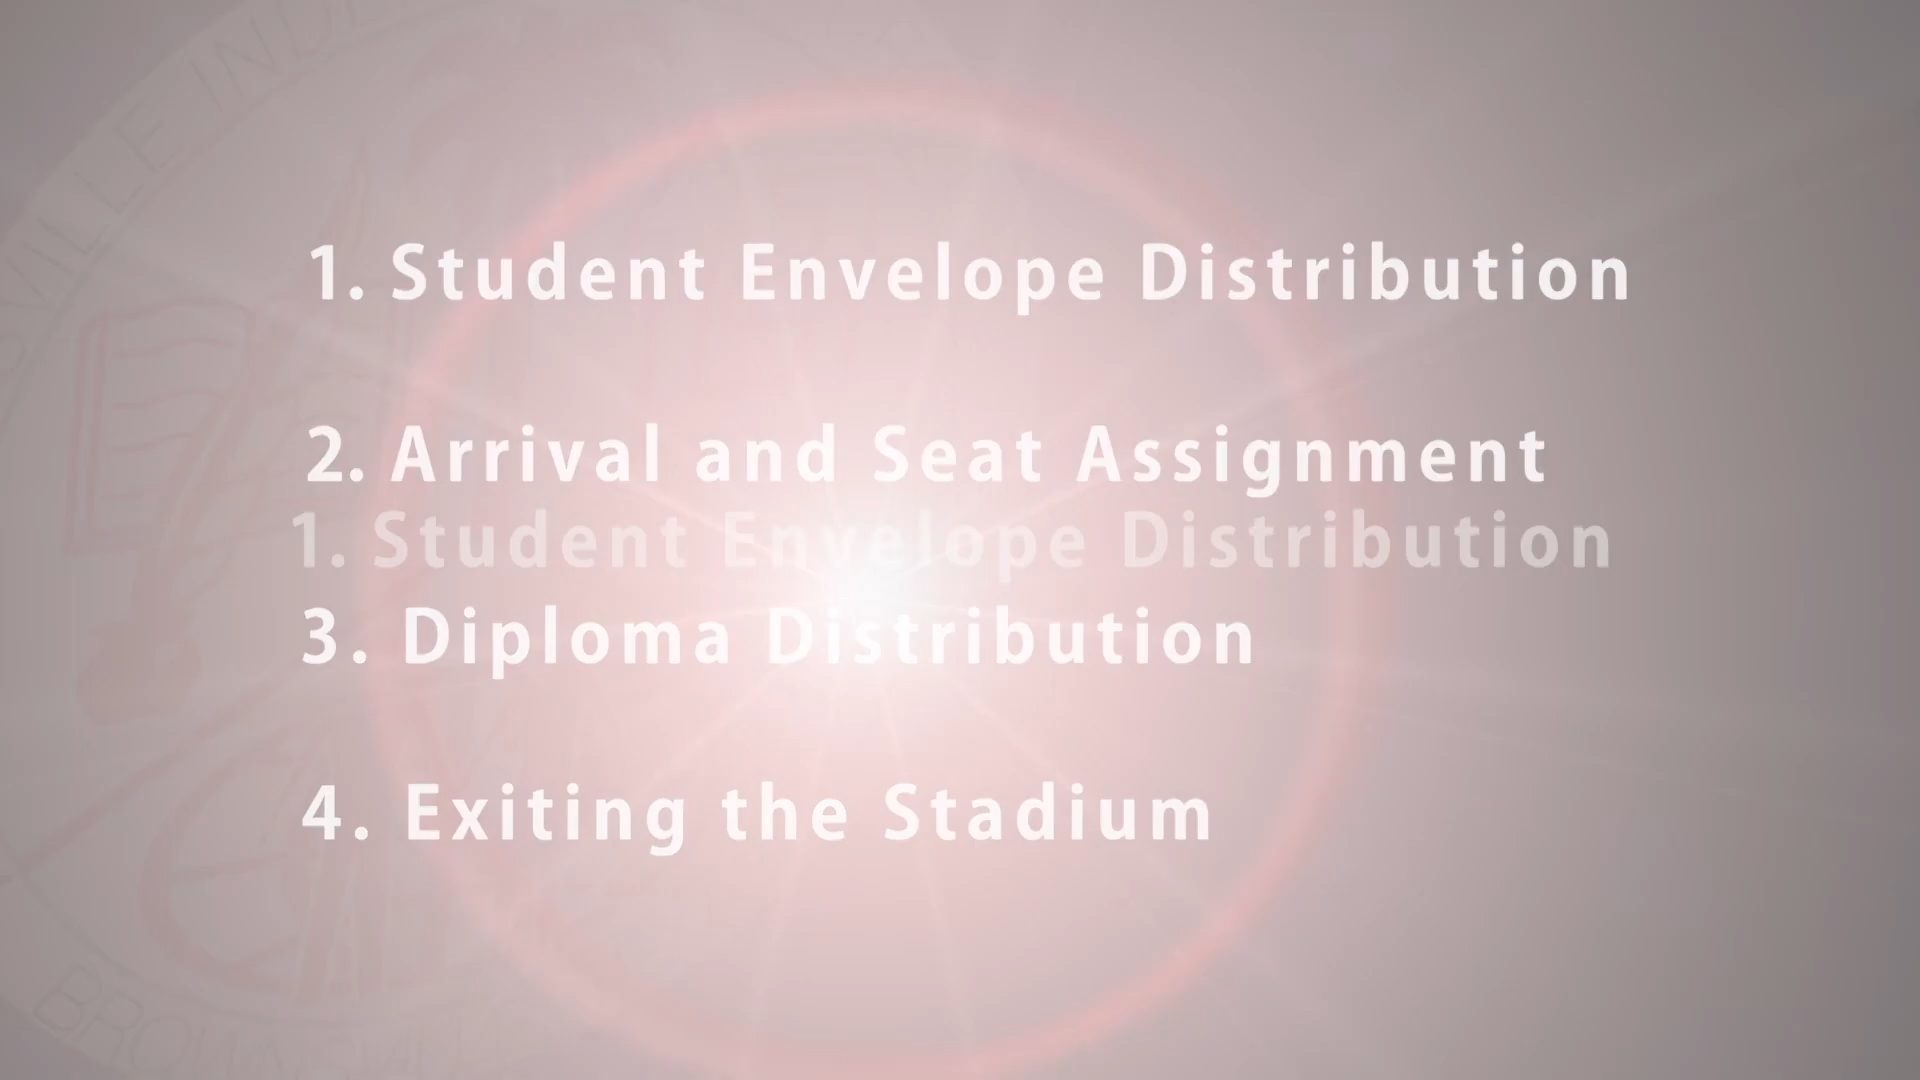 1. Student Envelope Distribution
2. Arrival and Seat Assignment
1. Student Envelope Distribution
3. Diploma Distribution
4. Exiting the Stadium